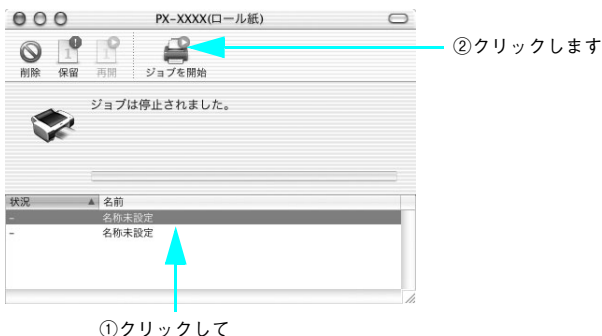 PX-XXXX(ロール紙)
削除 保留 再開 ジョブを開始
②クリックします
ジョブは停止されました。
状況 名前
- 名称未設定
- 名称未設定
①クリックして